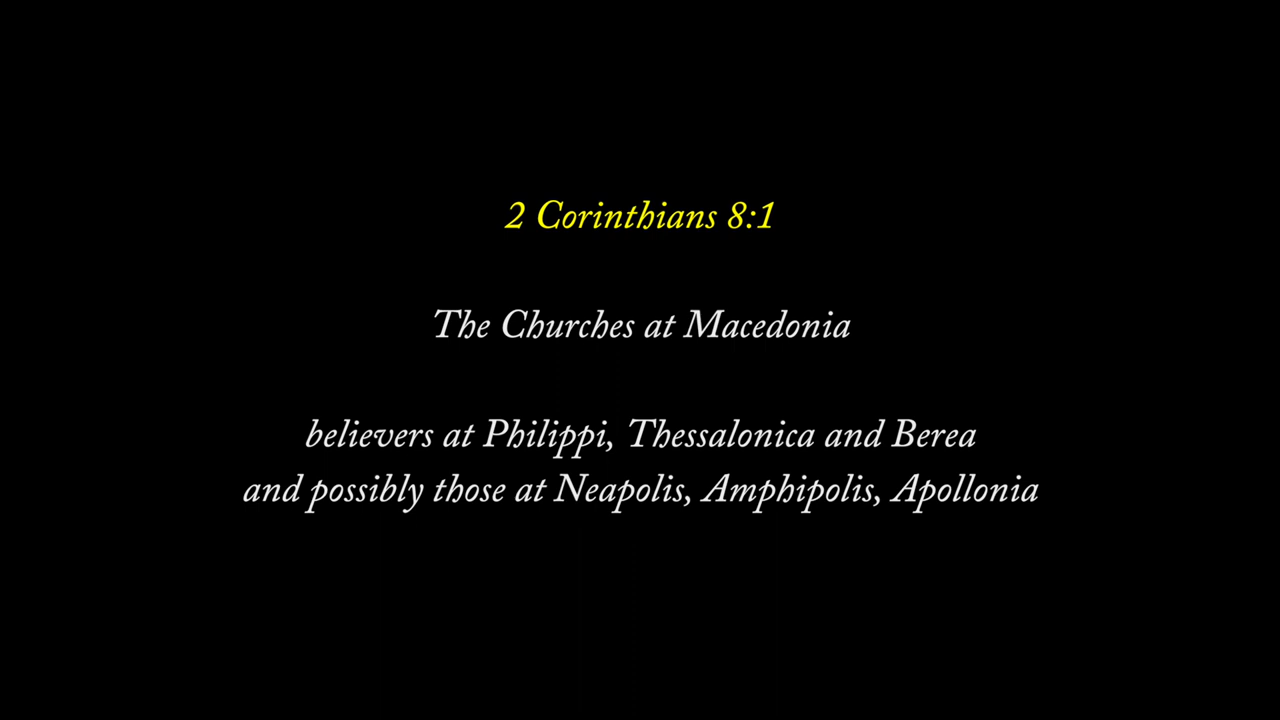 2 Corinthians 8:1
The Churches at Macedonia
believers at Philippi, Thessalonica and Berea
and possibly those at Neapolis, Amphipolis, Apollonia